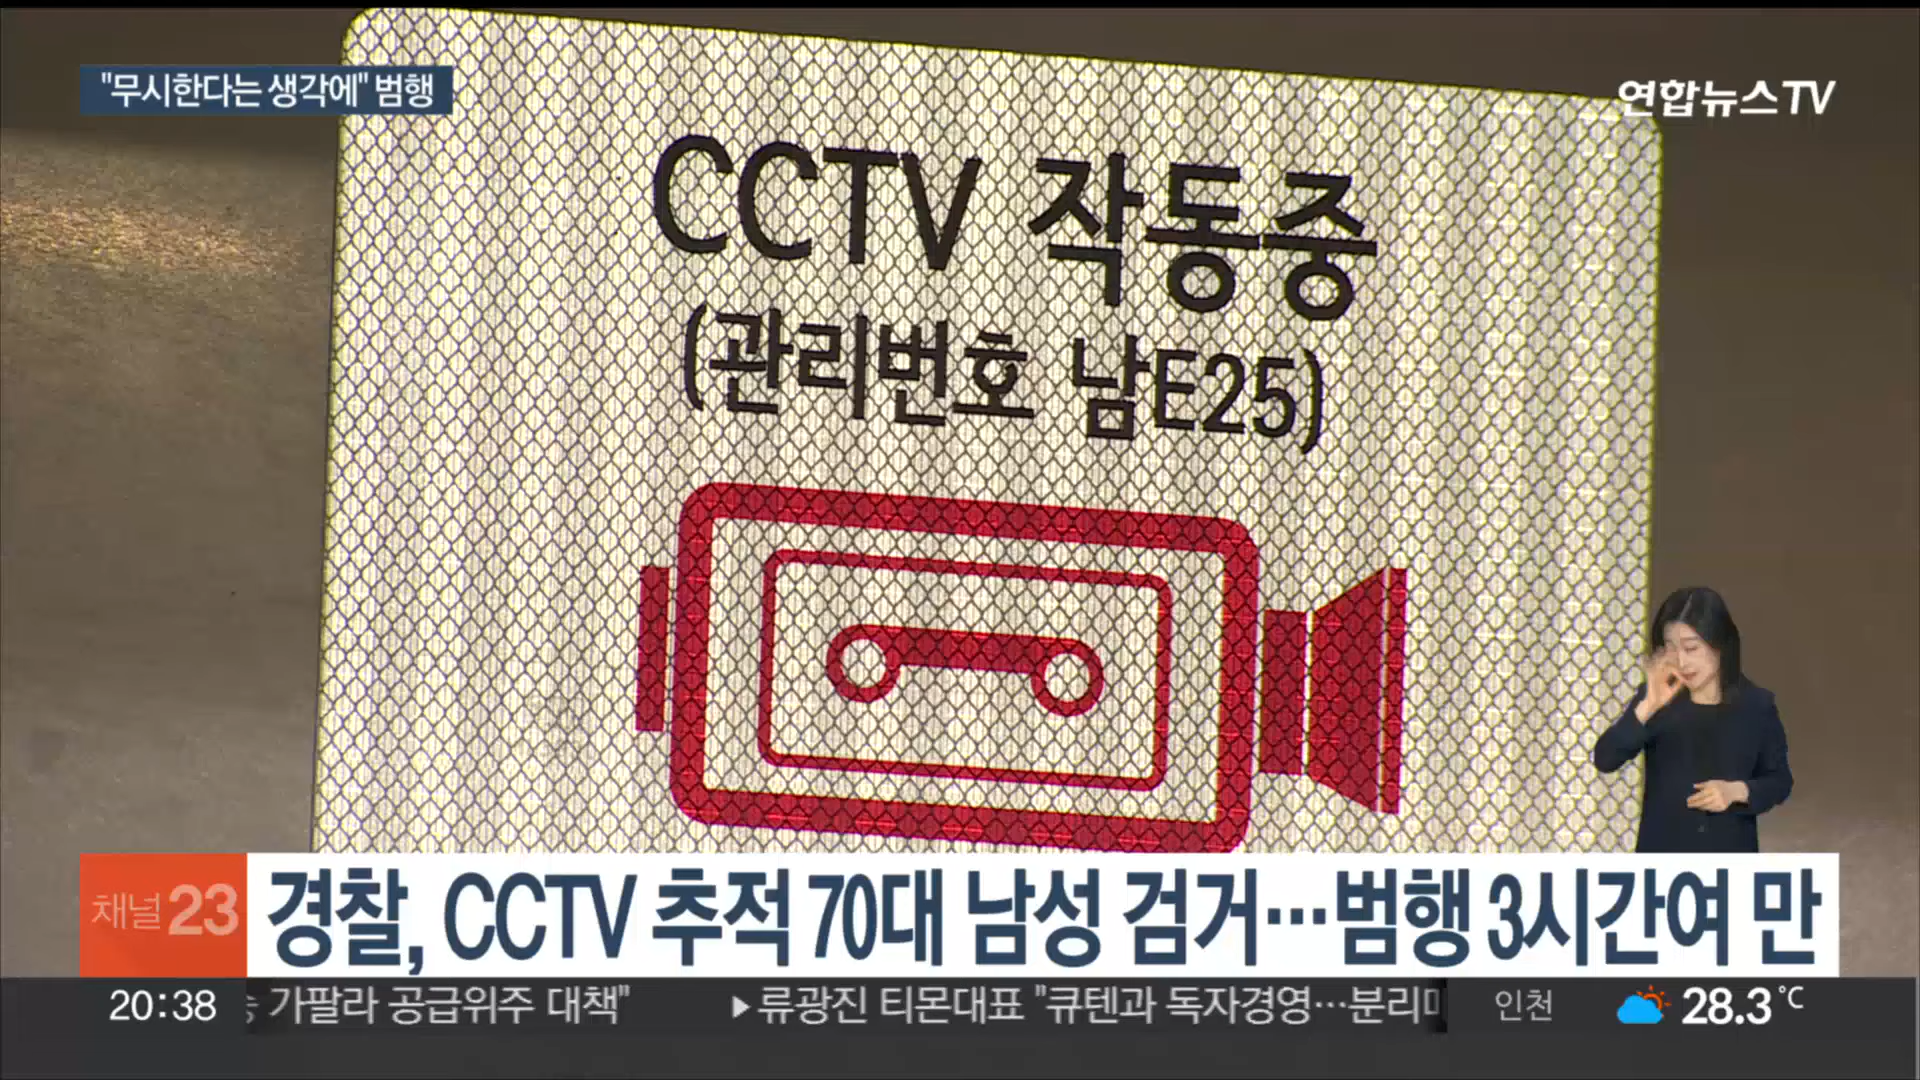 "무시한다는 생각에" 범행
연합뉴스TV
CCTV 작동중
(관리번호 남E25)
채널 23
경찰, CCTV 추적 70대 남성 검거…범행 3시간여 만
20:38 가팔라 공급위주 대책" ▶류광진 티몬대표 "큐텐과 독자경영…분리 인천 28.3℃